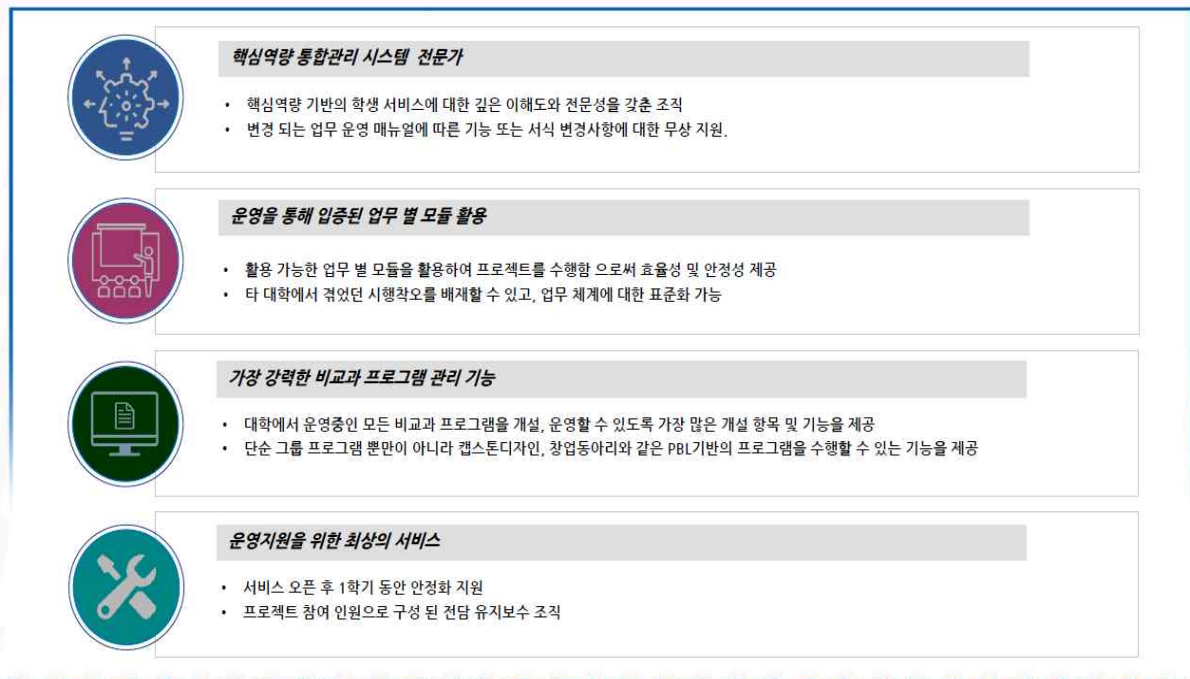 핵심역량 통합관리 시스템 전문가
• 핵심역량 기반의 학생 서비스에 대한 깊은 이해도와 전문성을 갖춘 조직
• 변경 되는 업무 운영 매뉴얼에 따른 기능 또는 서식 변경사항에 대한 무상 지원.
운영을 통해 입증된 업무 별 모듈 활용
• 활용 가능한 업무 별 모듈을 활용하여 프로젝트를 수행함 으로써 효율성 및 안정성 제공
• 타 대학에서 겪었던 시행착오를 배재할 수 있고, 업무 체계에 대한 표준화 가능
가장 강력한 비교과 프로그램 관리 기능
• 대학에서 운영중인 모든 비교과 프로그램을 개설, 운영할 수 있도록 가장 많은 개설 항목 및 기능을 제공
• 단순 그룹 프로그램 뿐만이 아니라 캡스톤디자인, 창업동아리와 같은 PBL기반의 프로그램을 수행할 수 있는 기능을 제공
운영지원을 위한 최상의 서비스
• 서비스 오픈 후 1학기 동안 안정화 지원
• 프로젝트 참여 인원으로 구성 된 전담 유지보수 조직